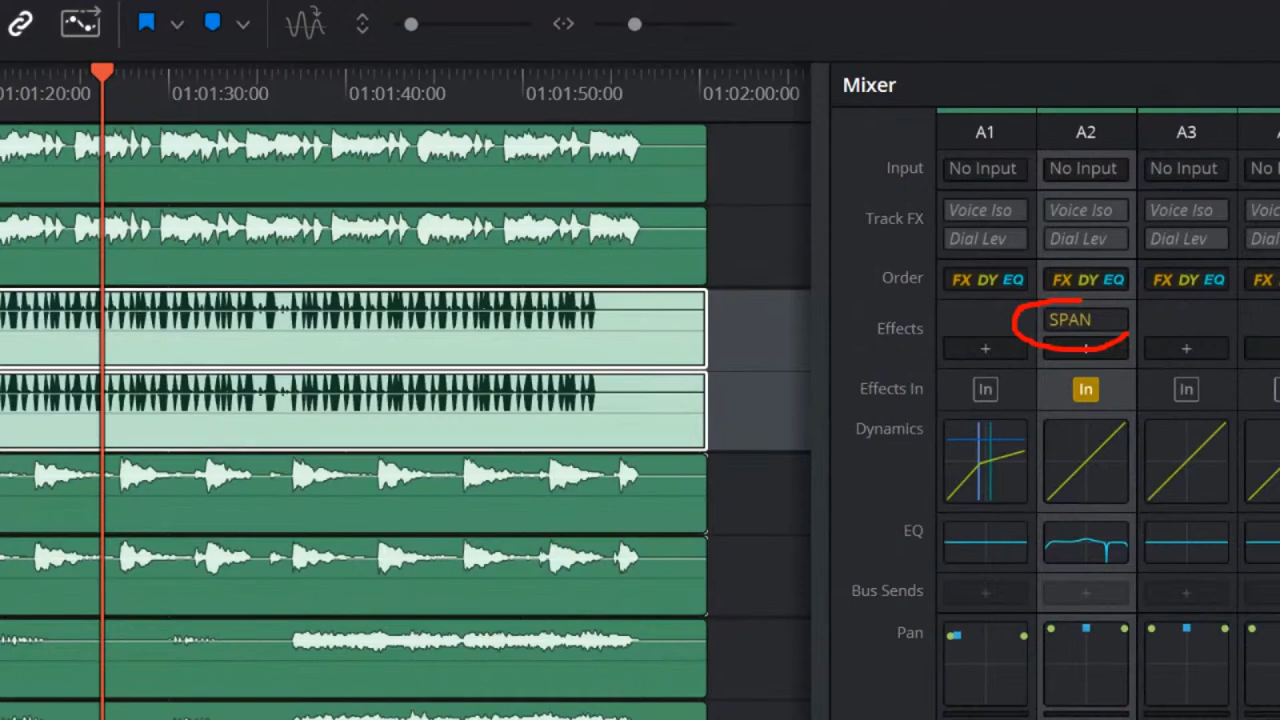 01:01:20:00 01:01:30:00 01:01:40:00 01:01:50:00 01:02:00:00
Mixer
A1 A2 A3
Input No Input No Input No Input No
Track FX Voice Iso Voice Iso Voice Iso
Dial Lev Dial Lev Dial Lev
Order FX DY EQ FX DY EQ FX DY EQ FX
Effects SPAN
+ + +
Effects In In In In
Dynamics
EQ
Bus Sends + + +
Pan